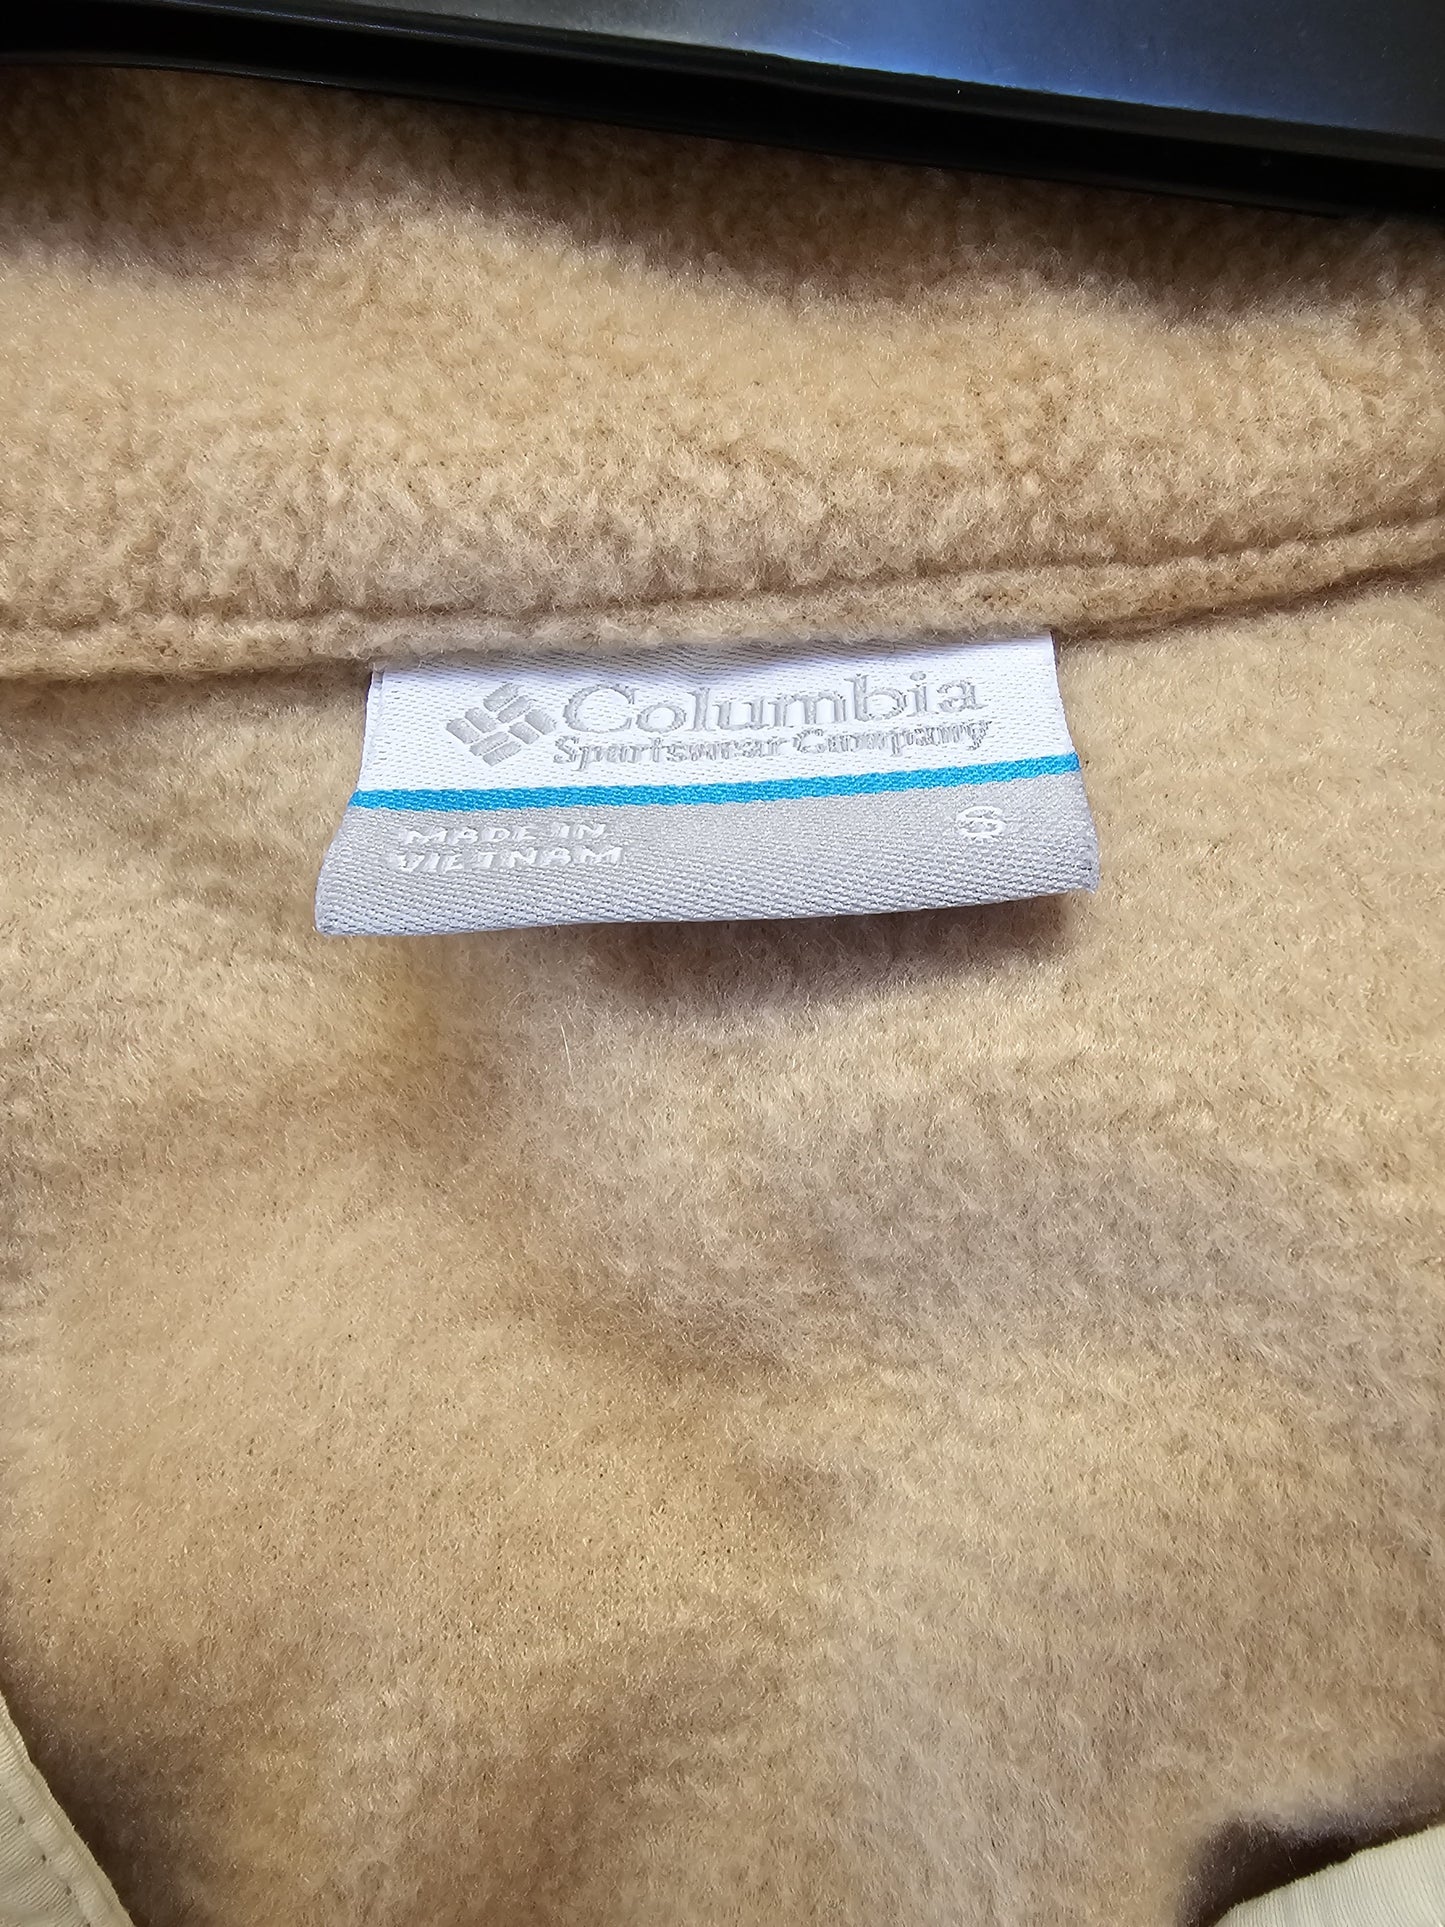 Columbia
Sportswear Company
MADE IN
VIETNAM
S